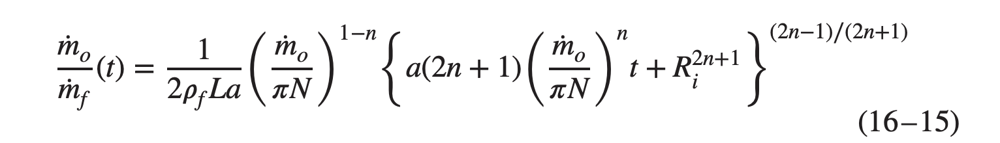 ṁ_o/ṁ_f (t) = 1/(2ρ_f La) (ṁ_o/(πN))^{1−n} {a(2n + 1)(ṁ_o/(πN))^n t + R_i^{2n+1}}^{(2n−1)/(2n+1)}
(16–15)